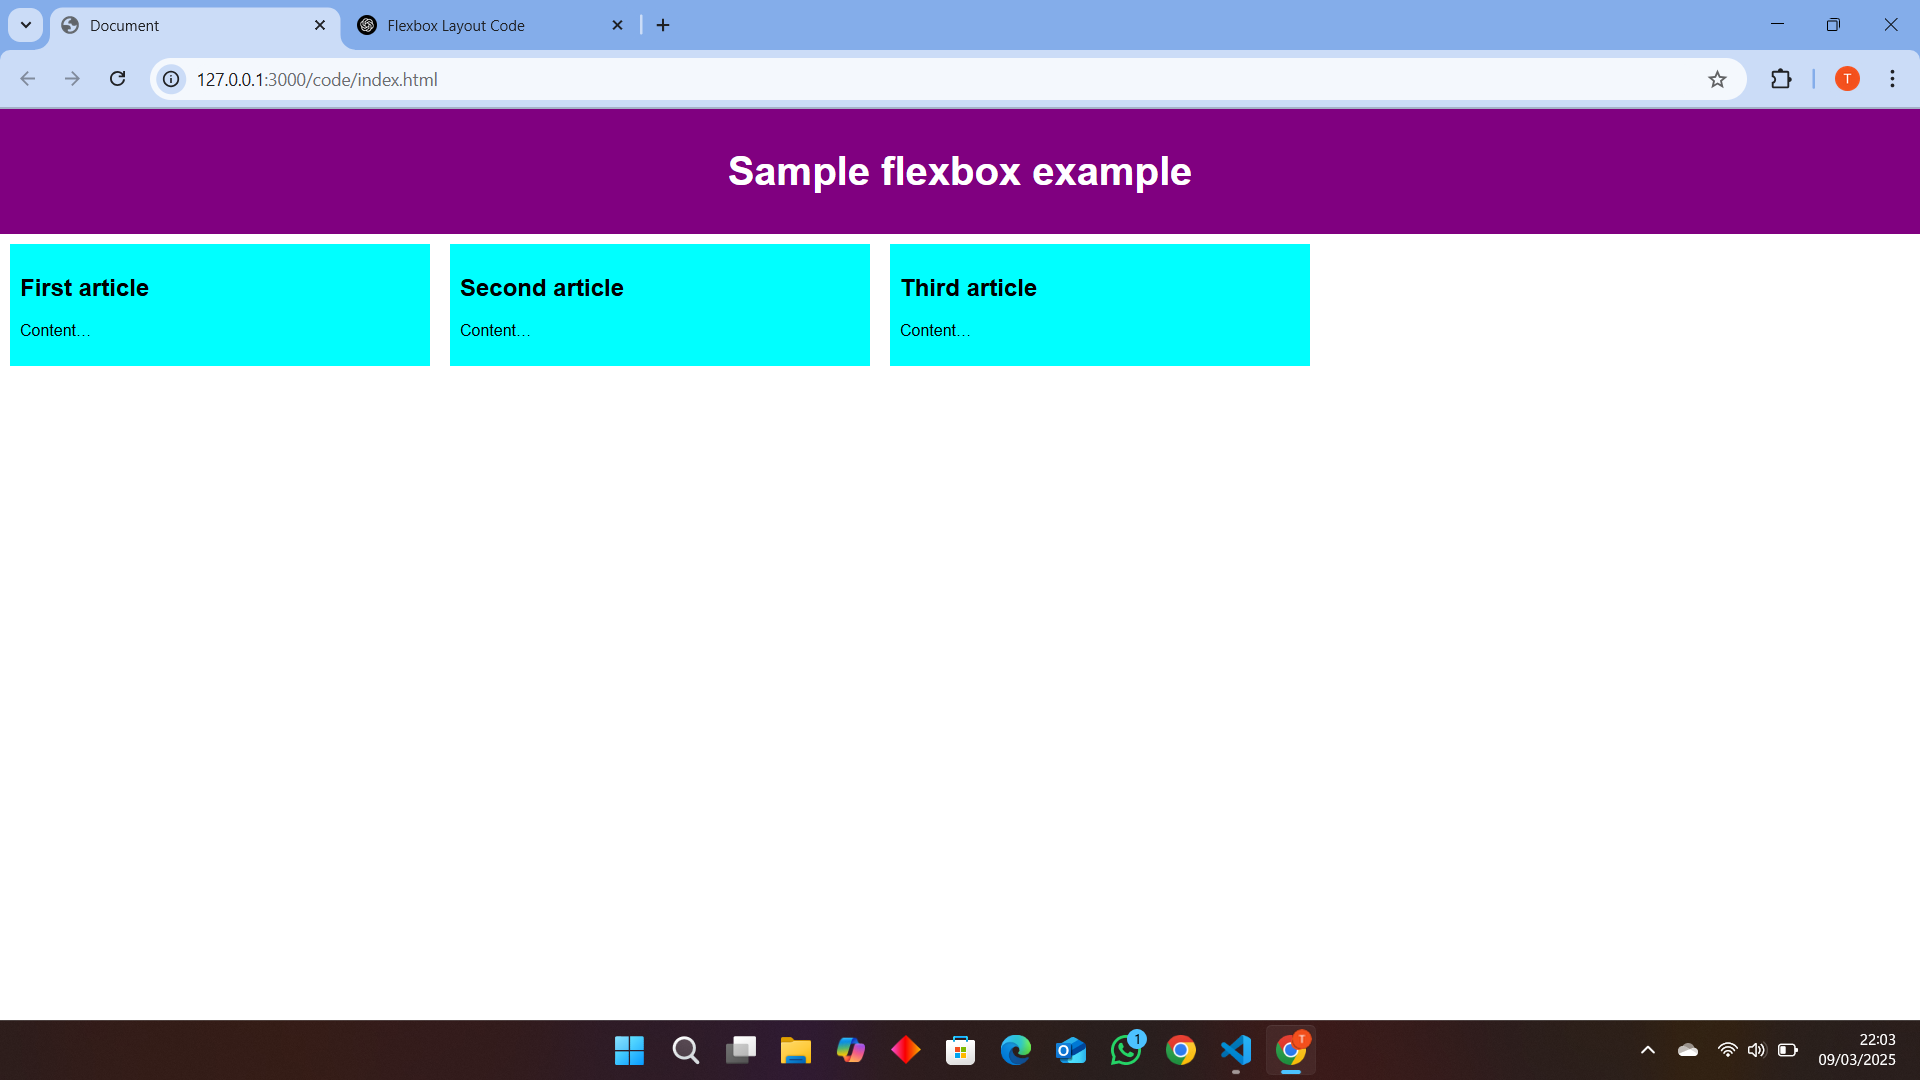 Document
Flexbox Layout Code
127.0.0.1:3000/code/index.html
T
Sample flexbox example
First article
Content…
Second article
Content…
Third article
Content…
1
T
22:03
09/03/2025